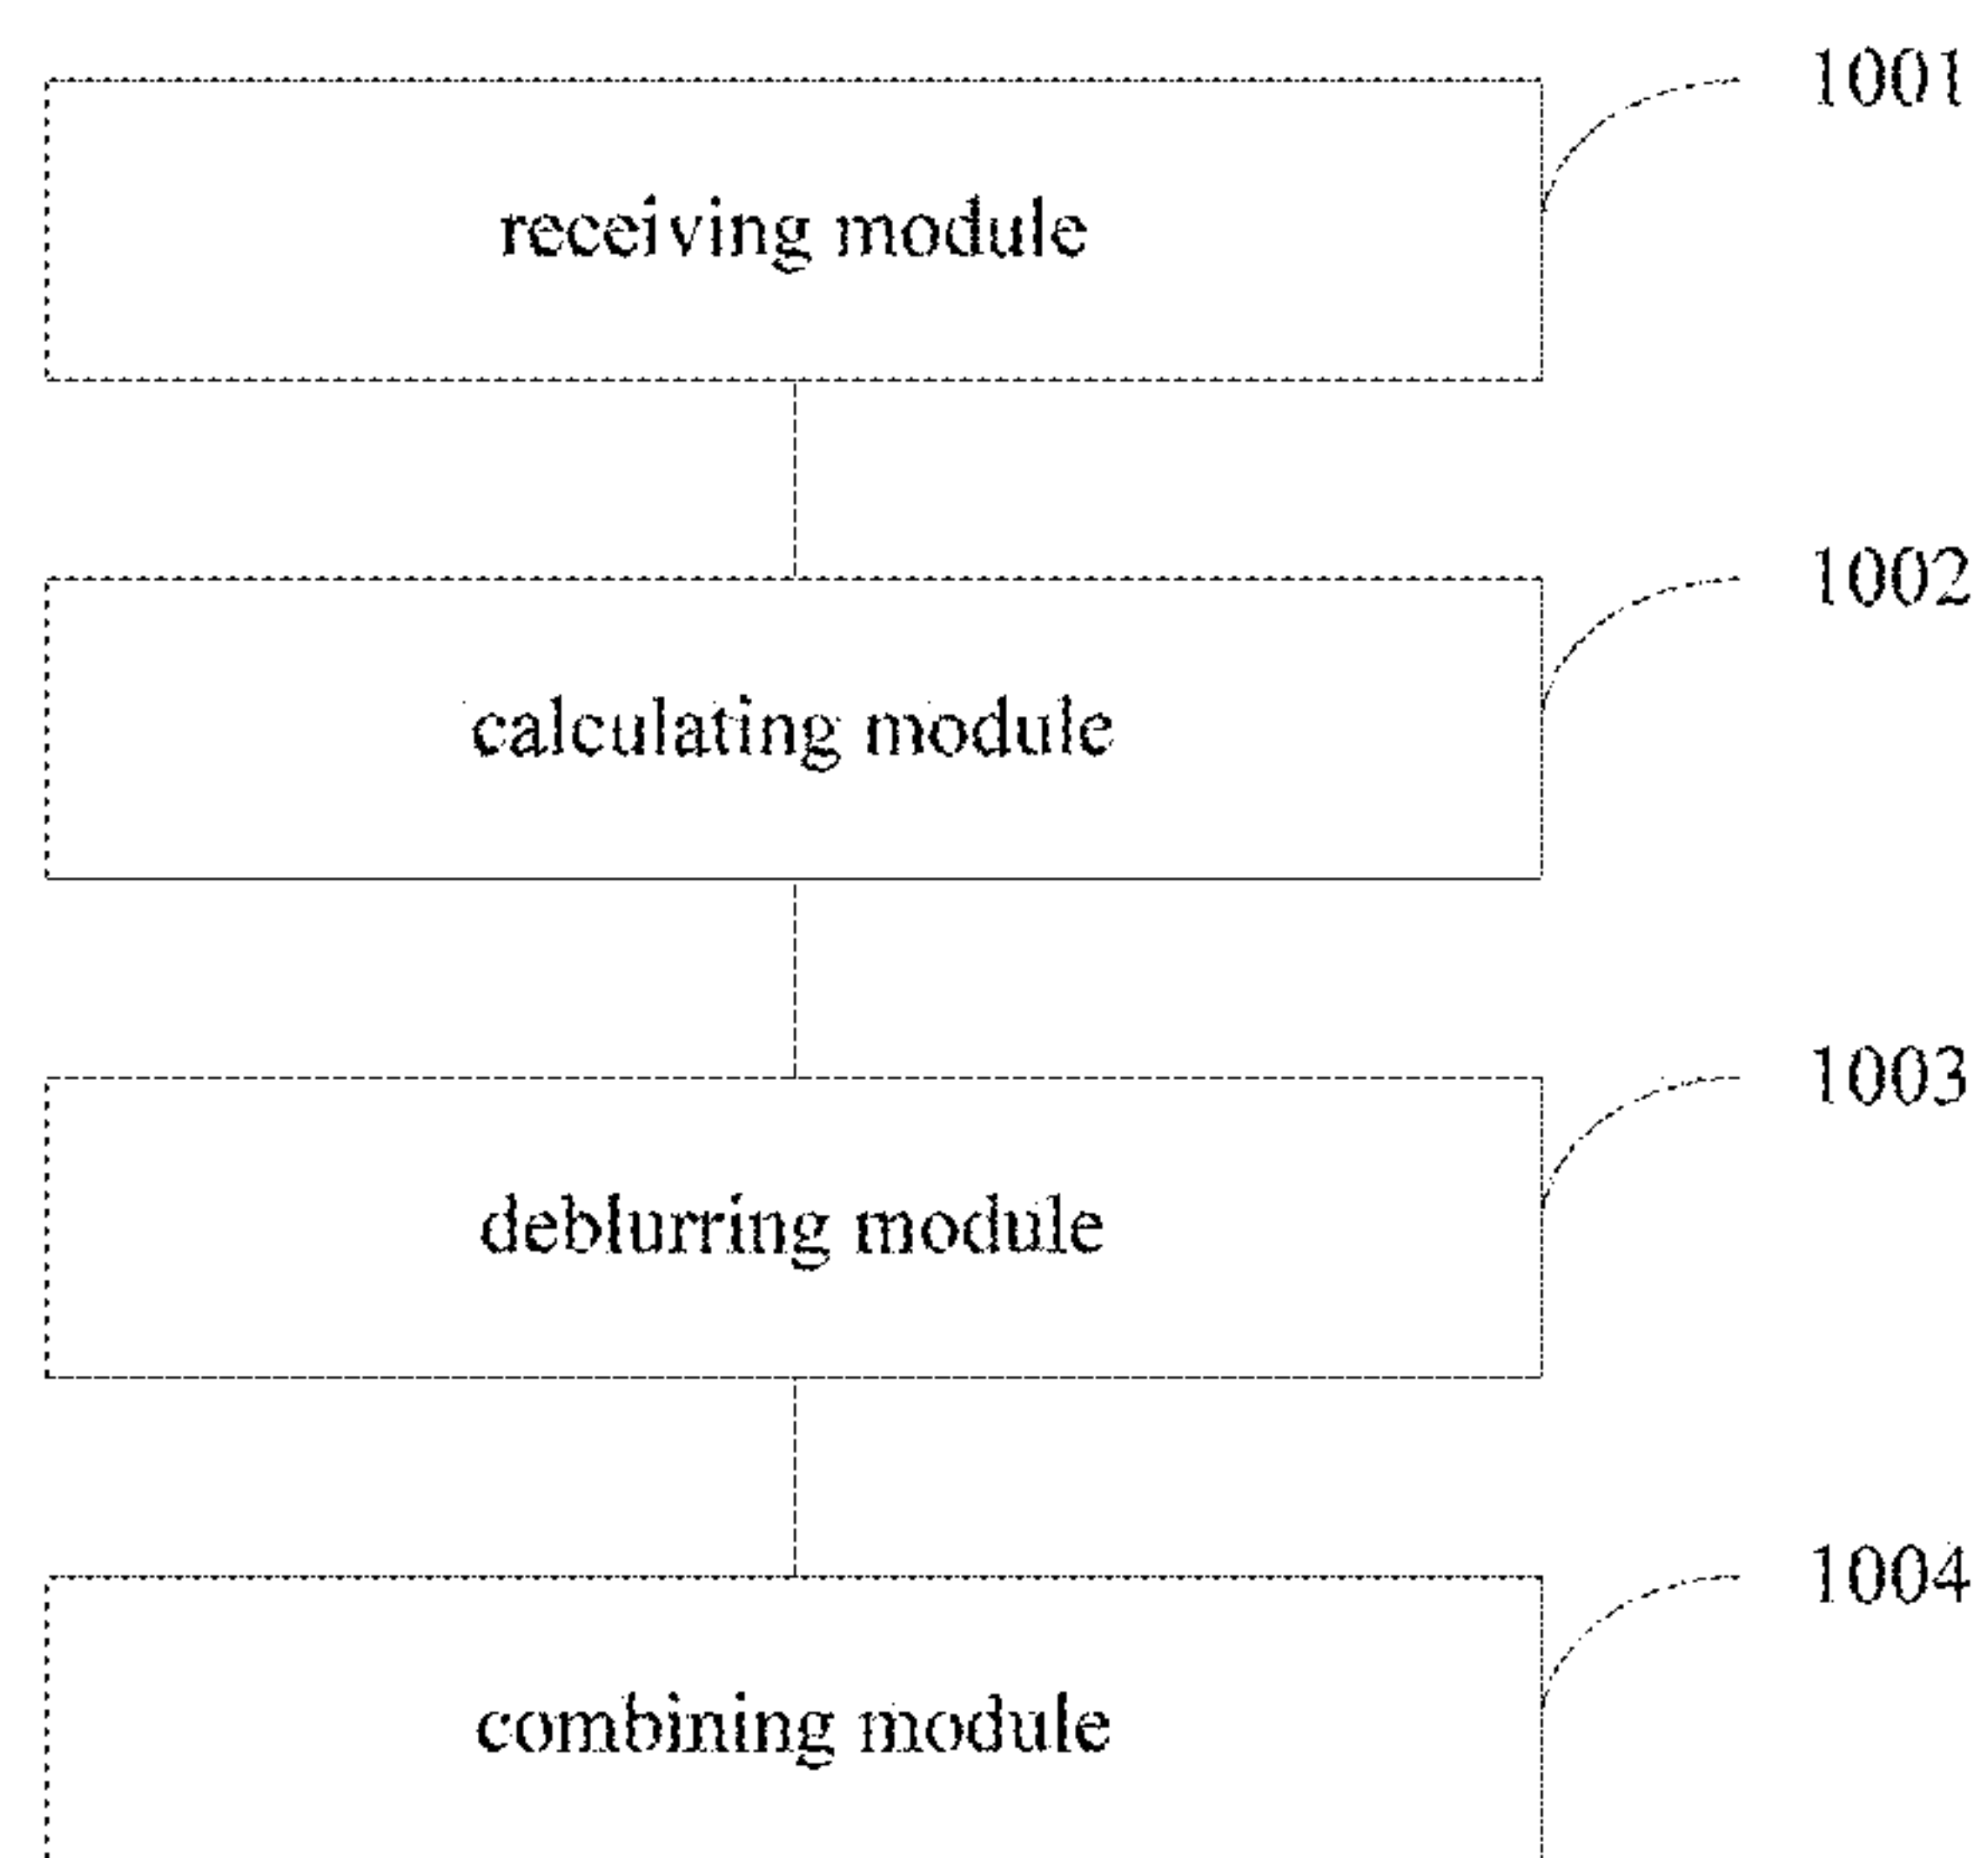 1001
receiving module
1002
calculating module
1003
deblurring module
1004
combining module